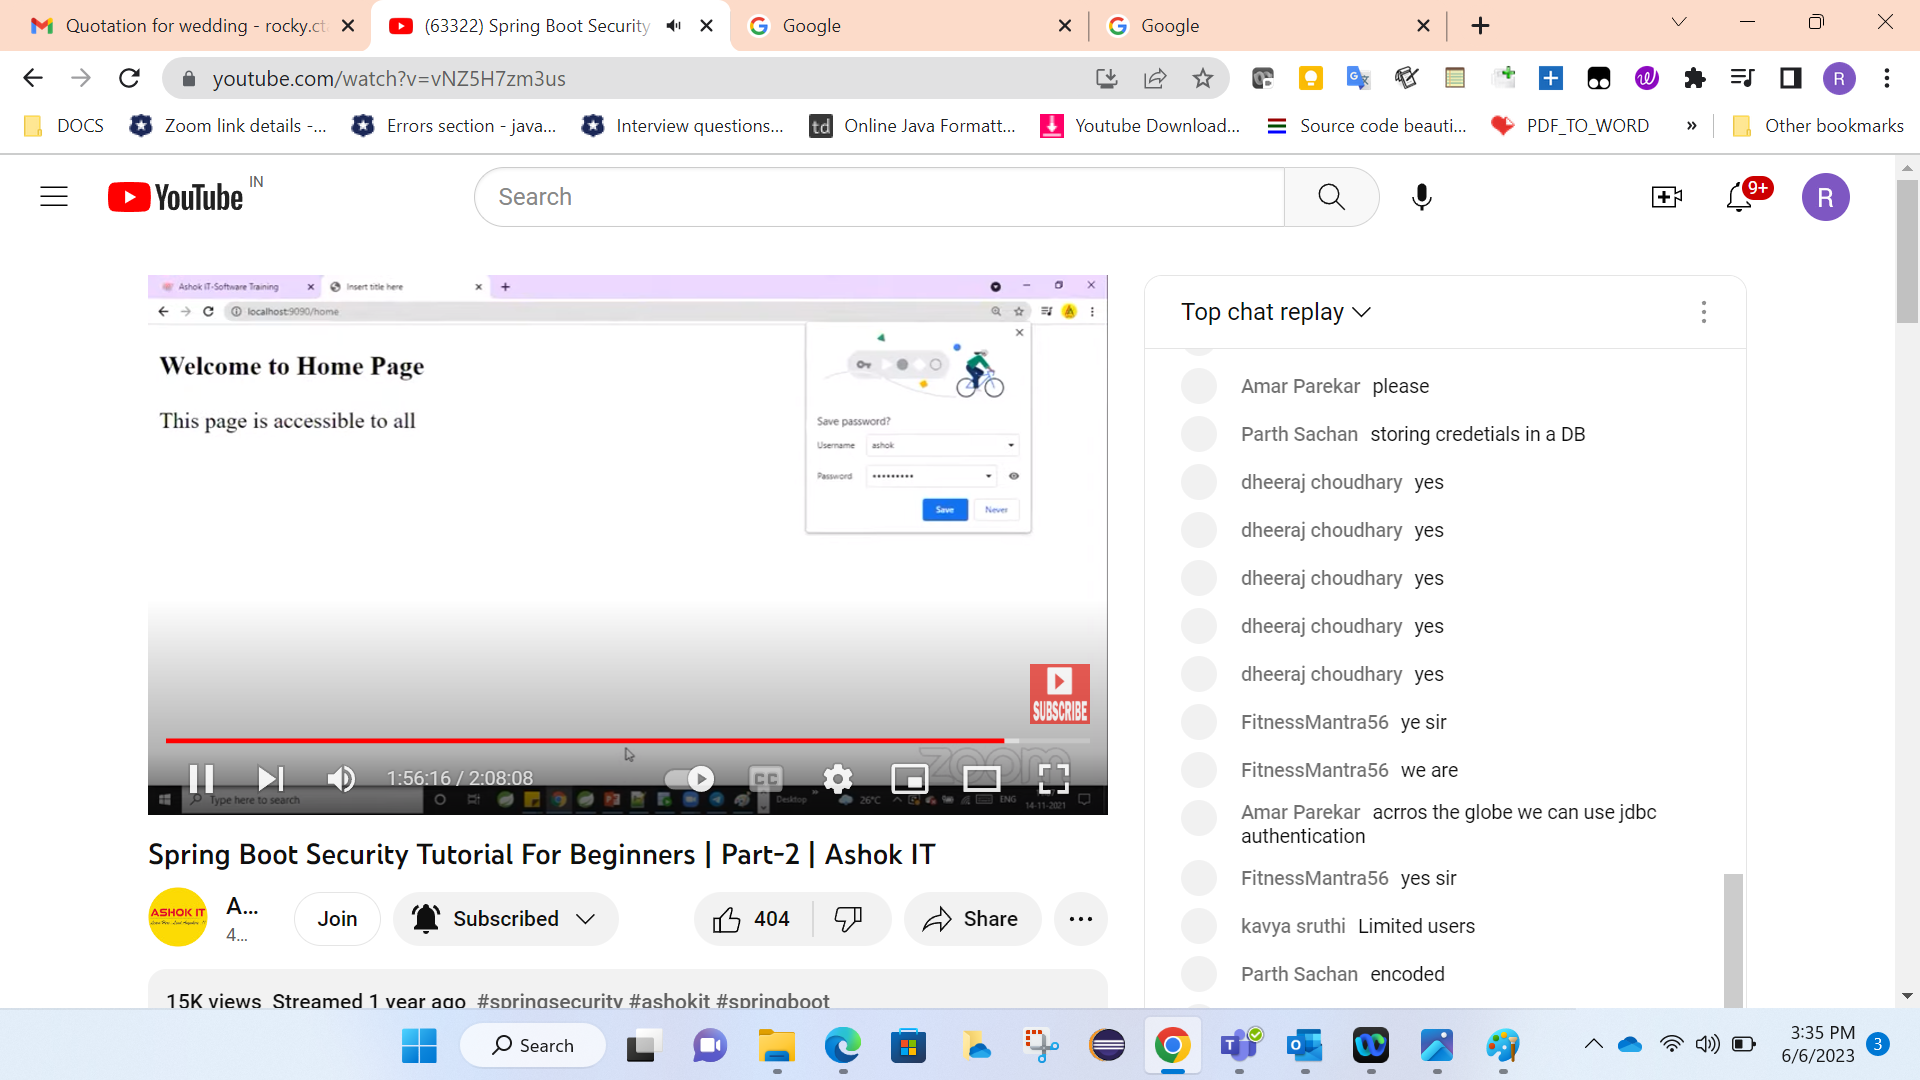 Quotation for wedding - rocky.ct
(63322) Spring Boot Security
Google
Google
youtube.com/watch?v=vNZ5H7zm3us
R
DOCS
Zoom link details -...
Errors section - java...
Interview questions...
td
Online Java Formatt...
Youtube Download...
Source code beauti...
PDF_TO_WORD
»
Other bookmarks
YouTube IN
Search
9+
R
Ashok IT-Software Training
Insert title here
localhost:9090/home
Welcome to Home Page
This page is accessible to all
Save password?
Username ashok
Password •••••••••
Save
Never
SUBSCRIBE
zoom
1:56:16 / 2:08:08
CC
Type here to search
Desktop
26°C
ENG
14-11-2021
Top chat replay
Amar Parekar please
Parth Sachan storing credetials in a DB
dheeraj choudhary yes
dheeraj choudhary yes
dheeraj choudhary yes
dheeraj choudhary yes
dheeraj choudhary yes
FitnessMantra56 ye sir
FitnessMantra56 we are
Amar Parekar acrros the globe we can use jdbc
authentication
FitnessMantra56 yes sir
kavya sruthi Limited users
Parth Sachan encoded
Spring Boot Security Tutorial For Beginners | Part-2 | Ashok IT
ASHOK IT
A...
4...
Join
Subscribed
404
Share
15K views Streamed 1 year ago #springsecurity #ashokit #springboot
Search
3:35 PM
6/6/2023
3